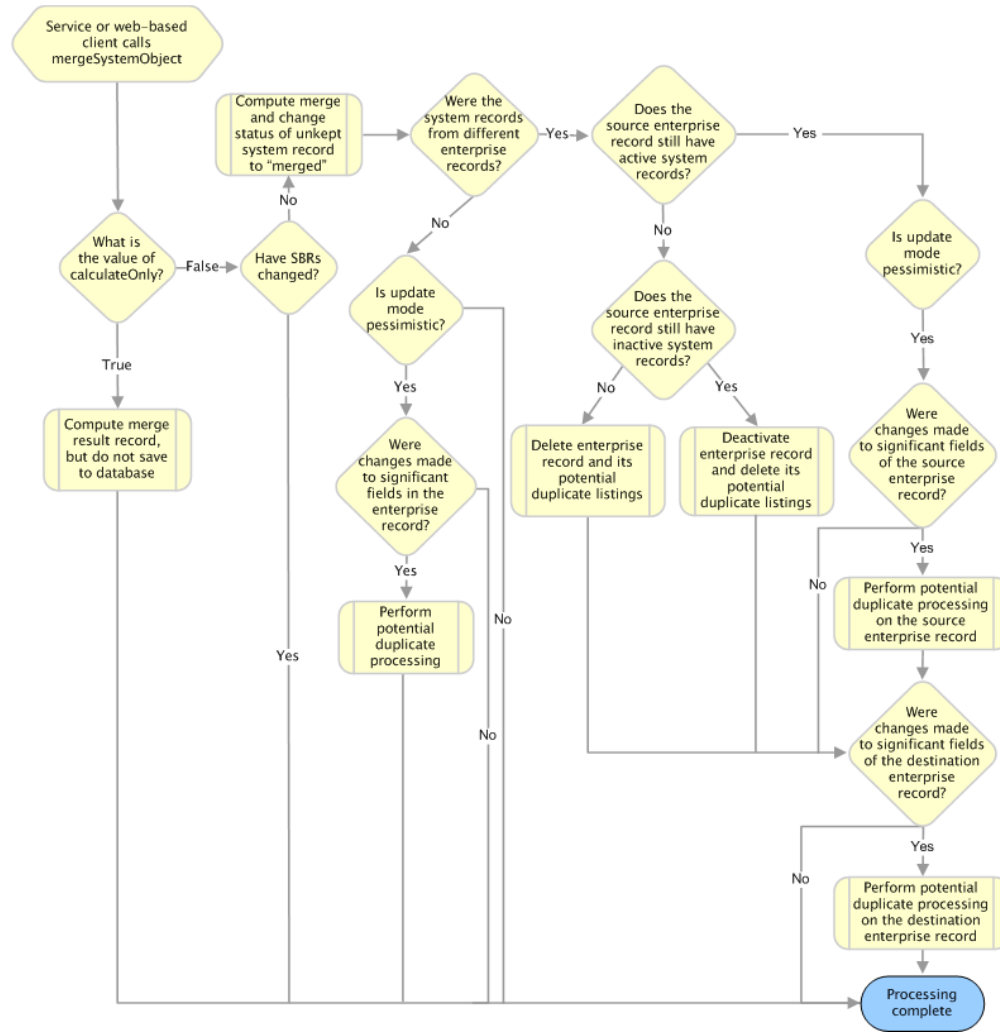 Service or web-based
client calls
mergeSystemObject
Compute merge
and change
status of unkept
system record
to “merged”
Were the
system records
from different
enterprise
records?
Yes
Does the
source enterprise
record still have
active system
records?
Yes
No
No
No
What is
the value of
calculateOnly?
False
Have SBRs
changed?
Is update
mode
pessimistic?
Is update
mode
pessimistic?
Does the
source enterprise
record still have
inactive system
records?
True
Yes
No
Yes
Yes
Compute merge
result record,
but do not save
to database
Were
changes made
to significant
fields in the
enterprise
record?
Delete enterprise
record and its
potential
duplicate listings
Deactivate
enterprise record
and delete its
potential
duplicate listings
Were
changes made
to significant fields
of the source
enterprise
record?
Yes
Yes
No
Perform
potential
duplicate
processing
No
Perform potential
duplicate processing
on the source
enterprise record
Yes
No
Were
changes made
to significant fields
of the destination
enterprise
record?
Yes
No
Perform potential
duplicate processing
on the destination
enterprise record
Processing
complete